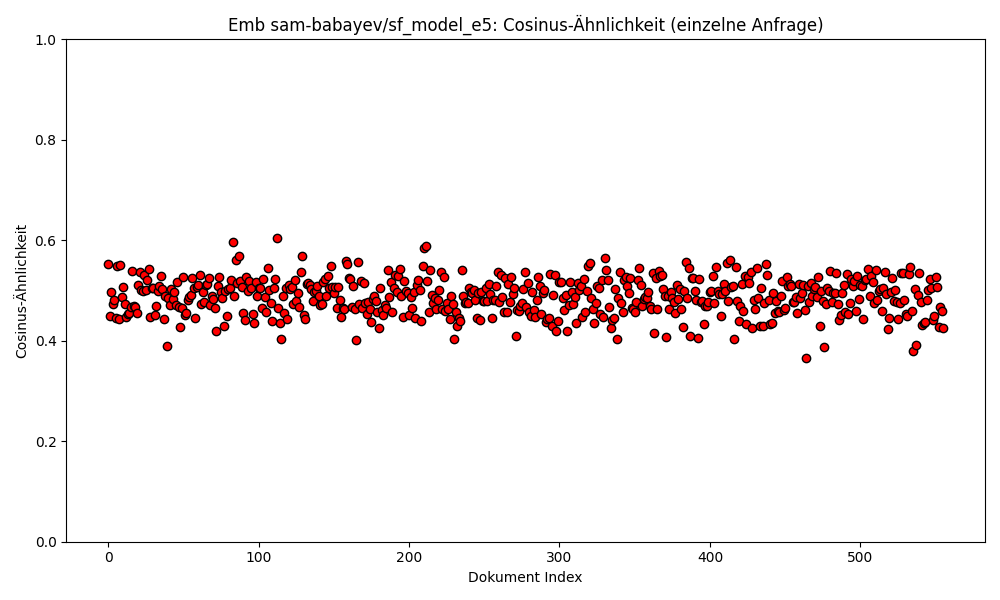 Emb sam-babayev/sf_model_e5: Cosinus-Ähnlichkeit (einzelne Anfrage)
1.0
0.8
0.6
0.4
0.2
0.0
Cosinus-Ähnlichkeit
0 100 200 300 400 500
Dokument Index